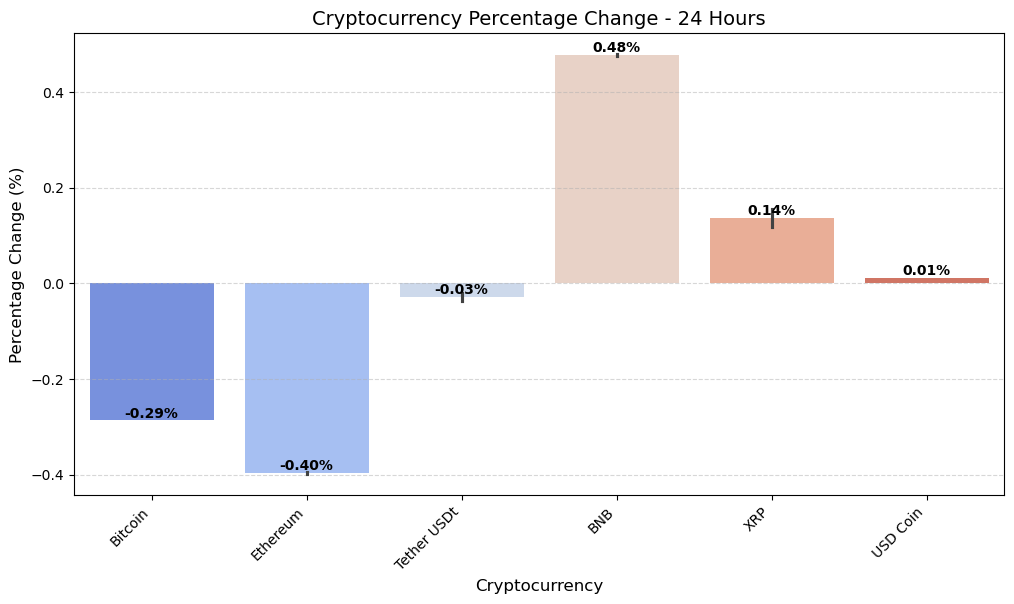 Cryptocurrency Percentage Change - 24 Hours
Percentage Change (%)
0.4
0.2
0.0
−0.2
−0.4
-0.29%
-0.40%
-0.03%
0.48%
0.14%
0.01%
Bitcoin
Ethereum
Tether USDt
BNB
XRP
USD Coin
Cryptocurrency